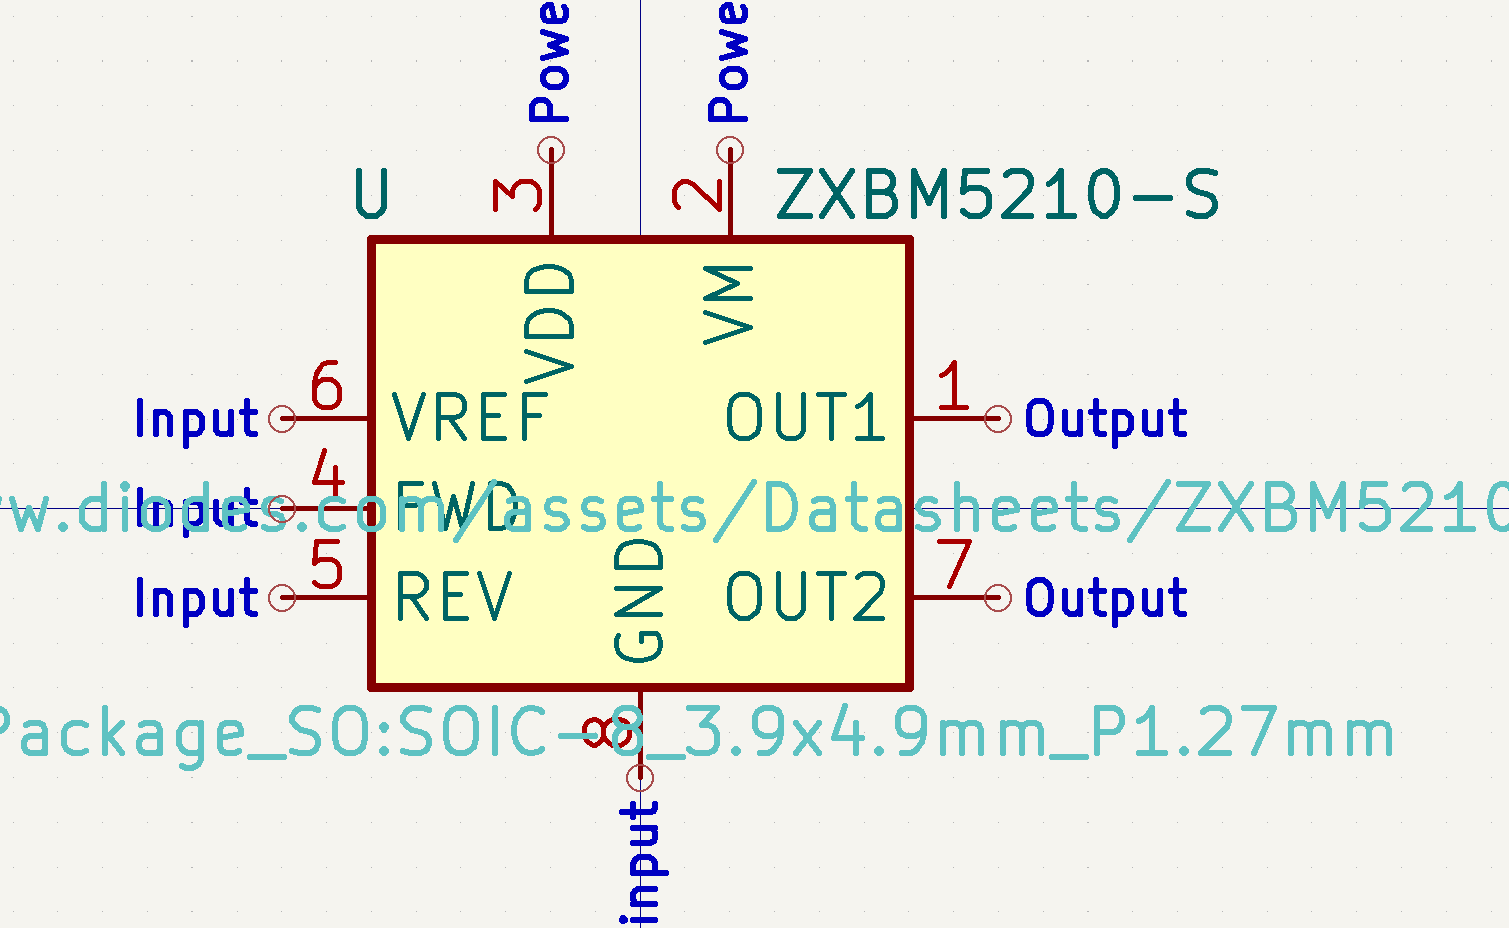 Powe
Powe
U
3
2
ZXBM5210-S
VDD
VM
6
1
Input
VREF
OUT1
Output
4
Input
FWD
w.diodes.com/assets/Datasheets/ZXBM5210
5
7
Input
REV
GND
OUT2
Output
Package_SO:SOIC-8_3.9x4.9mm_P1.27mm
8
input